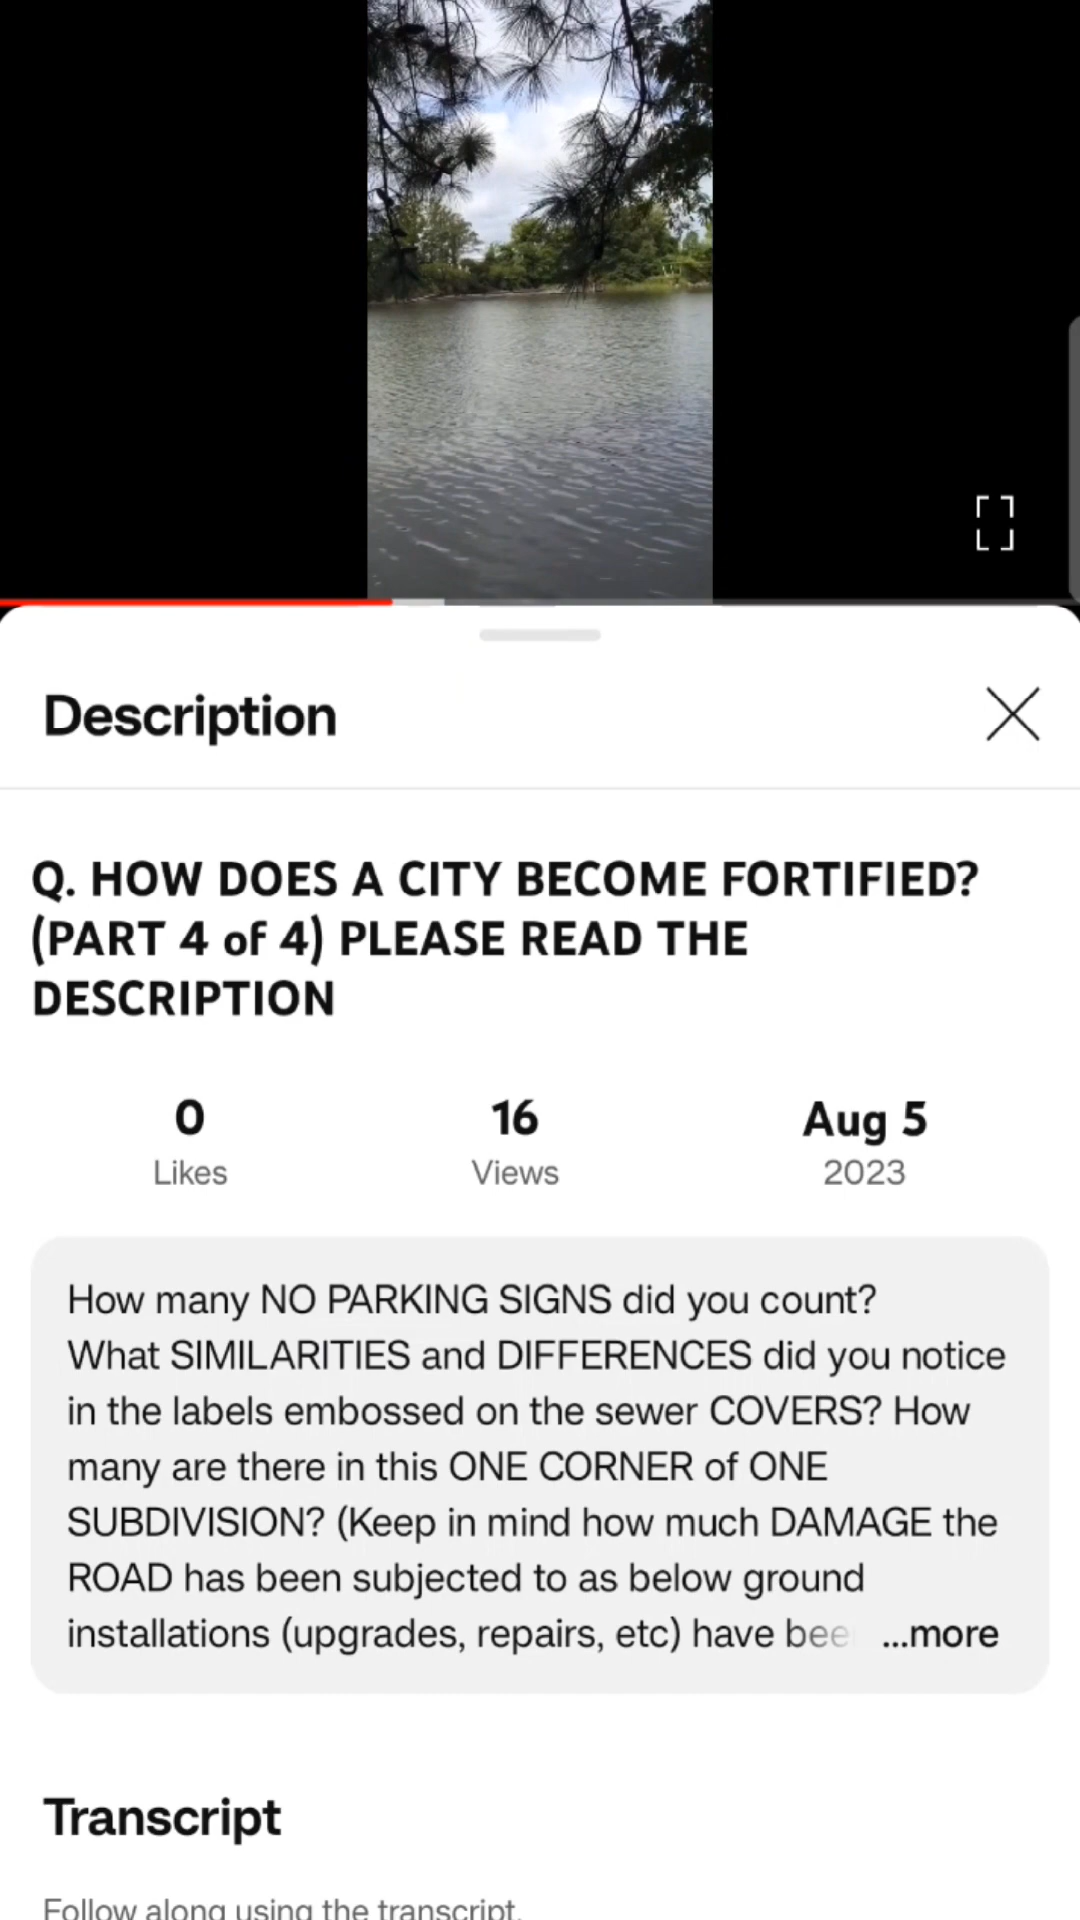 Description
Q. HOW DOES A CITY BECOME FORTIFIED?
(PART 4 of 4) PLEASE READ THE
DESCRIPTION
0 16 Aug 5
Likes Views 2023
How many NO PARKING SIGNS did you count?
What SIMILARITIES and DIFFERENCES did you notice
in the labels embossed on the sewer COVERS? How
many are there in this ONE CORNER of ONE
SUBDIVISION? (Keep in mind how much DAMAGE the
ROAD has been subjected to as below ground
installations (upgrades, repairs, etc) have bee ...more
Transcript
Follow along using the transcript.